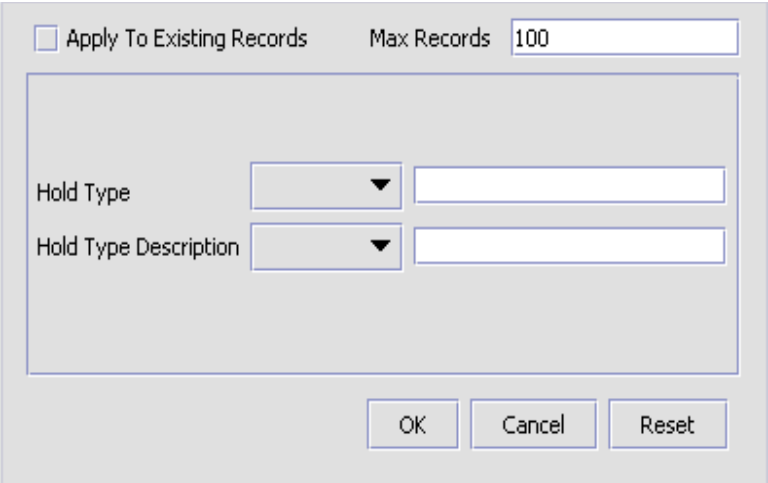 Apply To Existing Records Max Records 100
Hold Type
Hold Type Description
OK Cancel Reset